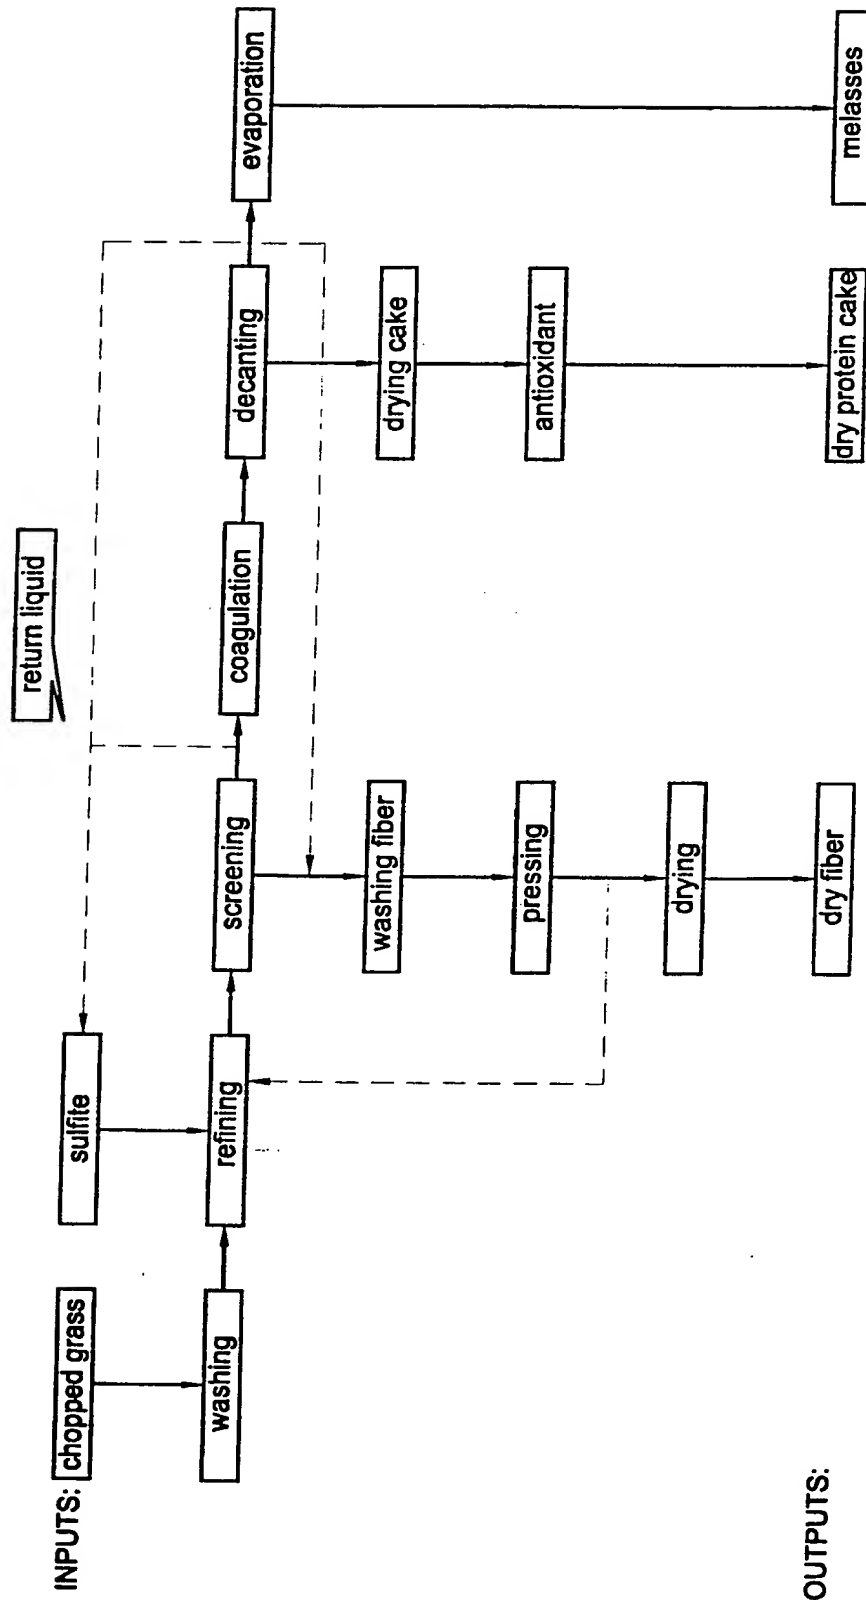 INPUTS:
chopped grass
sulfite
return liquid
washing
refining
screening
coagulation
decanting
evaporation
washing fiber
drying cake
pressing
antioxidant
drying
OUTPUTS:
dry fiber
dry protein cake
melasses